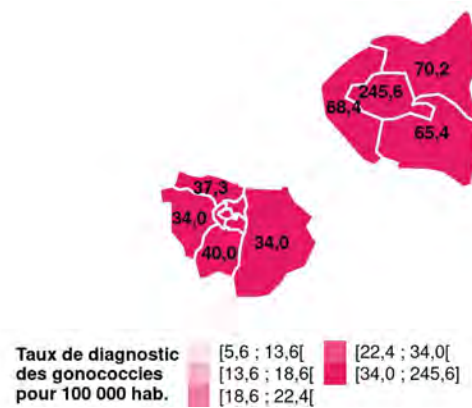 70,2
245,6
68,4
65,4
37,3
34,0
40,0
34,0
Taux de diagnostic
des gonococcies
pour 100 000 hab.
[5,6 ; 13,6[
[13,6 ; 18,6[
[18,6 ; 22,4[
[22,4 ; 34,0[
[34,0 ; 245,6]